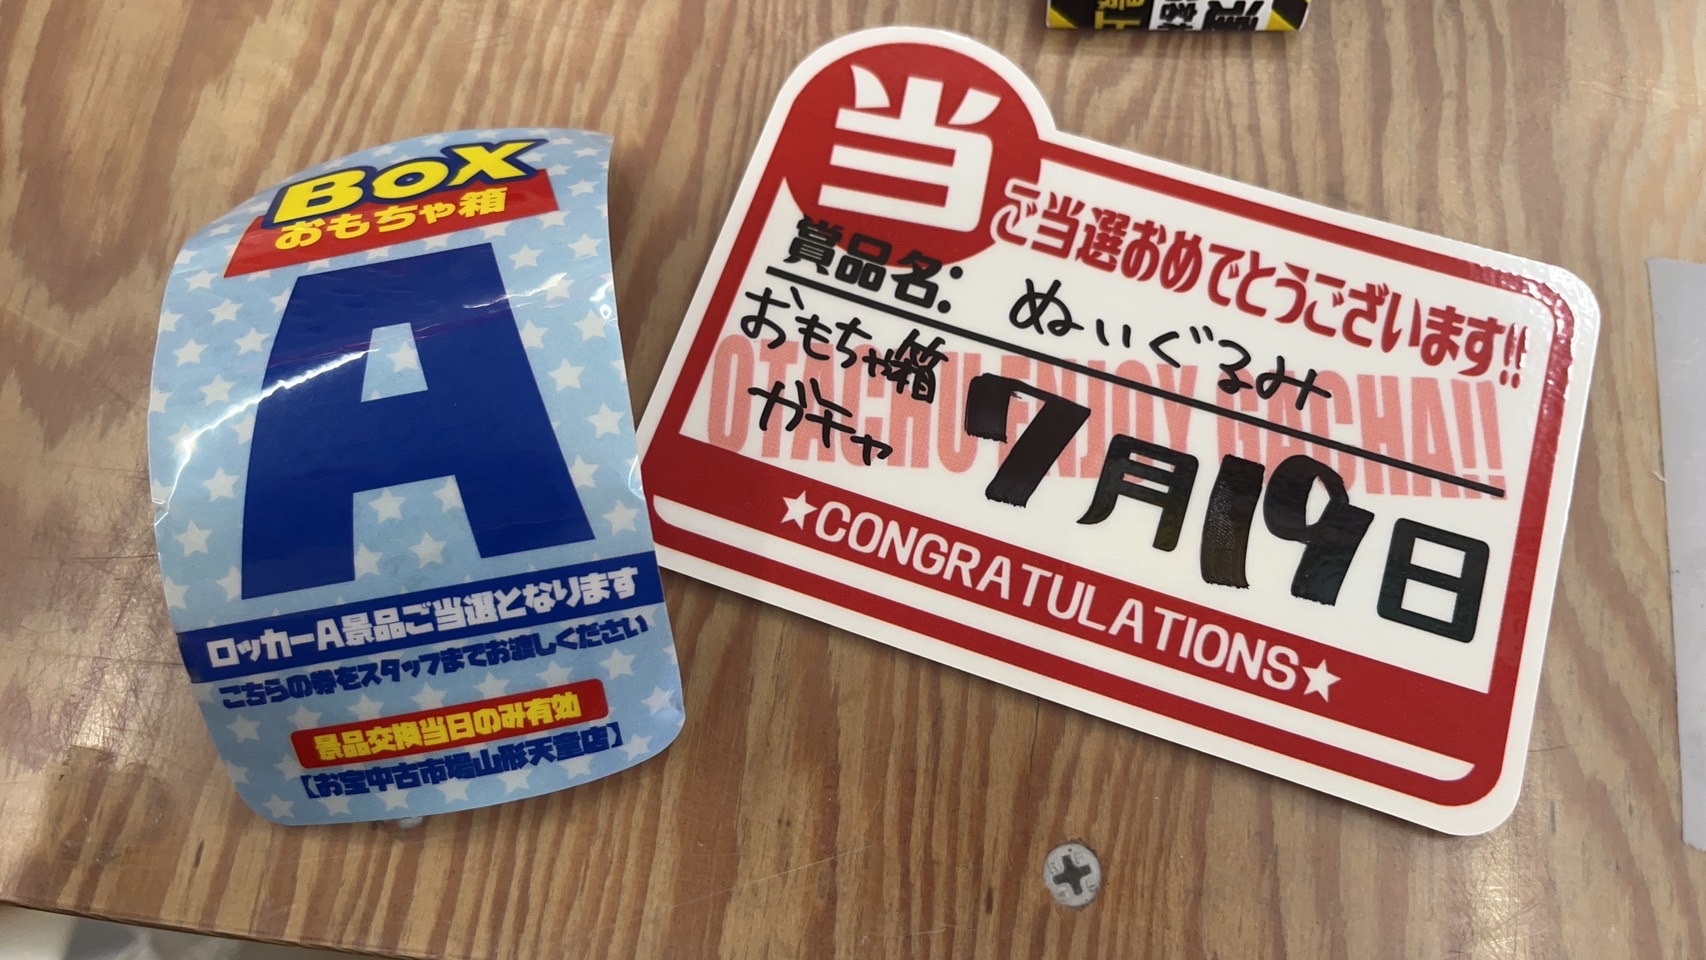 BOX
おもちゃ箱
A
ロッカーA景品ご当選となります
こちらの券をスタッフまでお渡しください
景品交換当日のみ有効
【お宝中古市場山形天童店】
当
ご当選おめでとうございます!!
賞品名: ぬいぐるみ
おもちゃ箱
ガチャ
OTACHU ENJOY GACHA!!
7月19日
★CONGRATULATIONS★